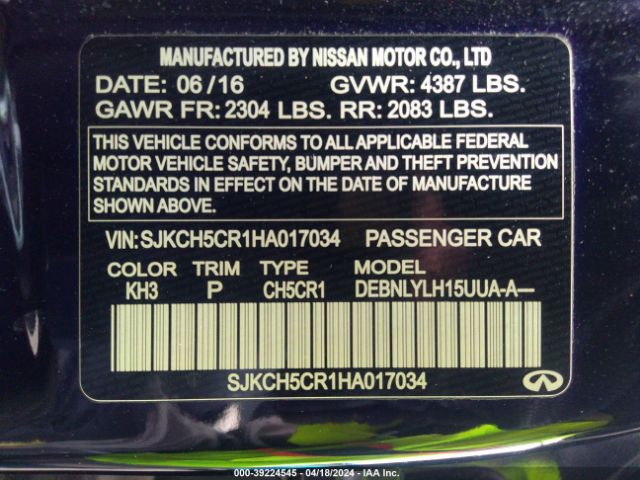 MANUFACTURED BY NISSAN MOTOR CO., LTD
DATE: 06/16 GVWR: 4387 LBS.
GAWR FR: 2304 LBS. RR: 2083 LBS.
THIS VEHICLE CONFORMS TO ALL APPLICABLE FEDERAL
MOTOR VEHICLE SAFETY, BUMPER AND THEFT PREVENTION
STANDARDS IN EFFECT ON THE DATE OF MANUFACTURE
SHOWN ABOVE.
VIN:SJKCH5CR1HA017034 PASSENGER CAR
COLOR TRIM TYPE MODEL
KH3 P CH5CR1 DEBNLYLH15UUA-A—
SJKCH5CR1HA017034
000-39224545 - 04/18/2024 - IAA Inc.